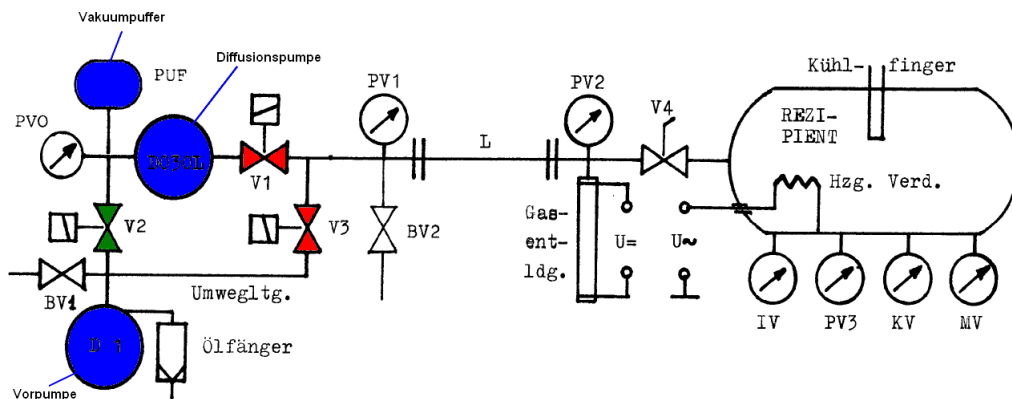 Vakuumpuffer
Diffusionspumpe
PUF
PV1
PV2
V4
Kühl-
finger
PVO
DO30L
L
REZI-
PIENT
V1
Hzg. Verd.
V2
V3
BV2
Gas-
ent-
ldg.
U=
U~
BV1
Umwegltg.
IV
PV3
KV
MV
D 1
Ölfänger
Vorpumpe